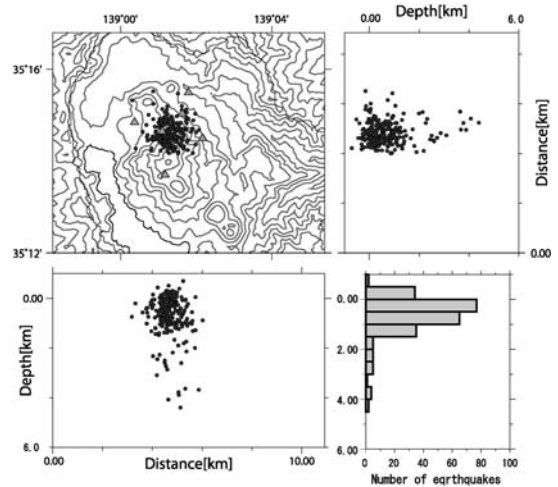 139°00'
139°04'
Depth[km]
0.00
6.0
35°16'
35°12'
Distance[km]
0.00
Depth[km]
0.00
6.0
0.00
Distance[km]
10.00
0.00
2.00
4.00
6.00
0 20 40 60 80 100
Number of eqrthquakes